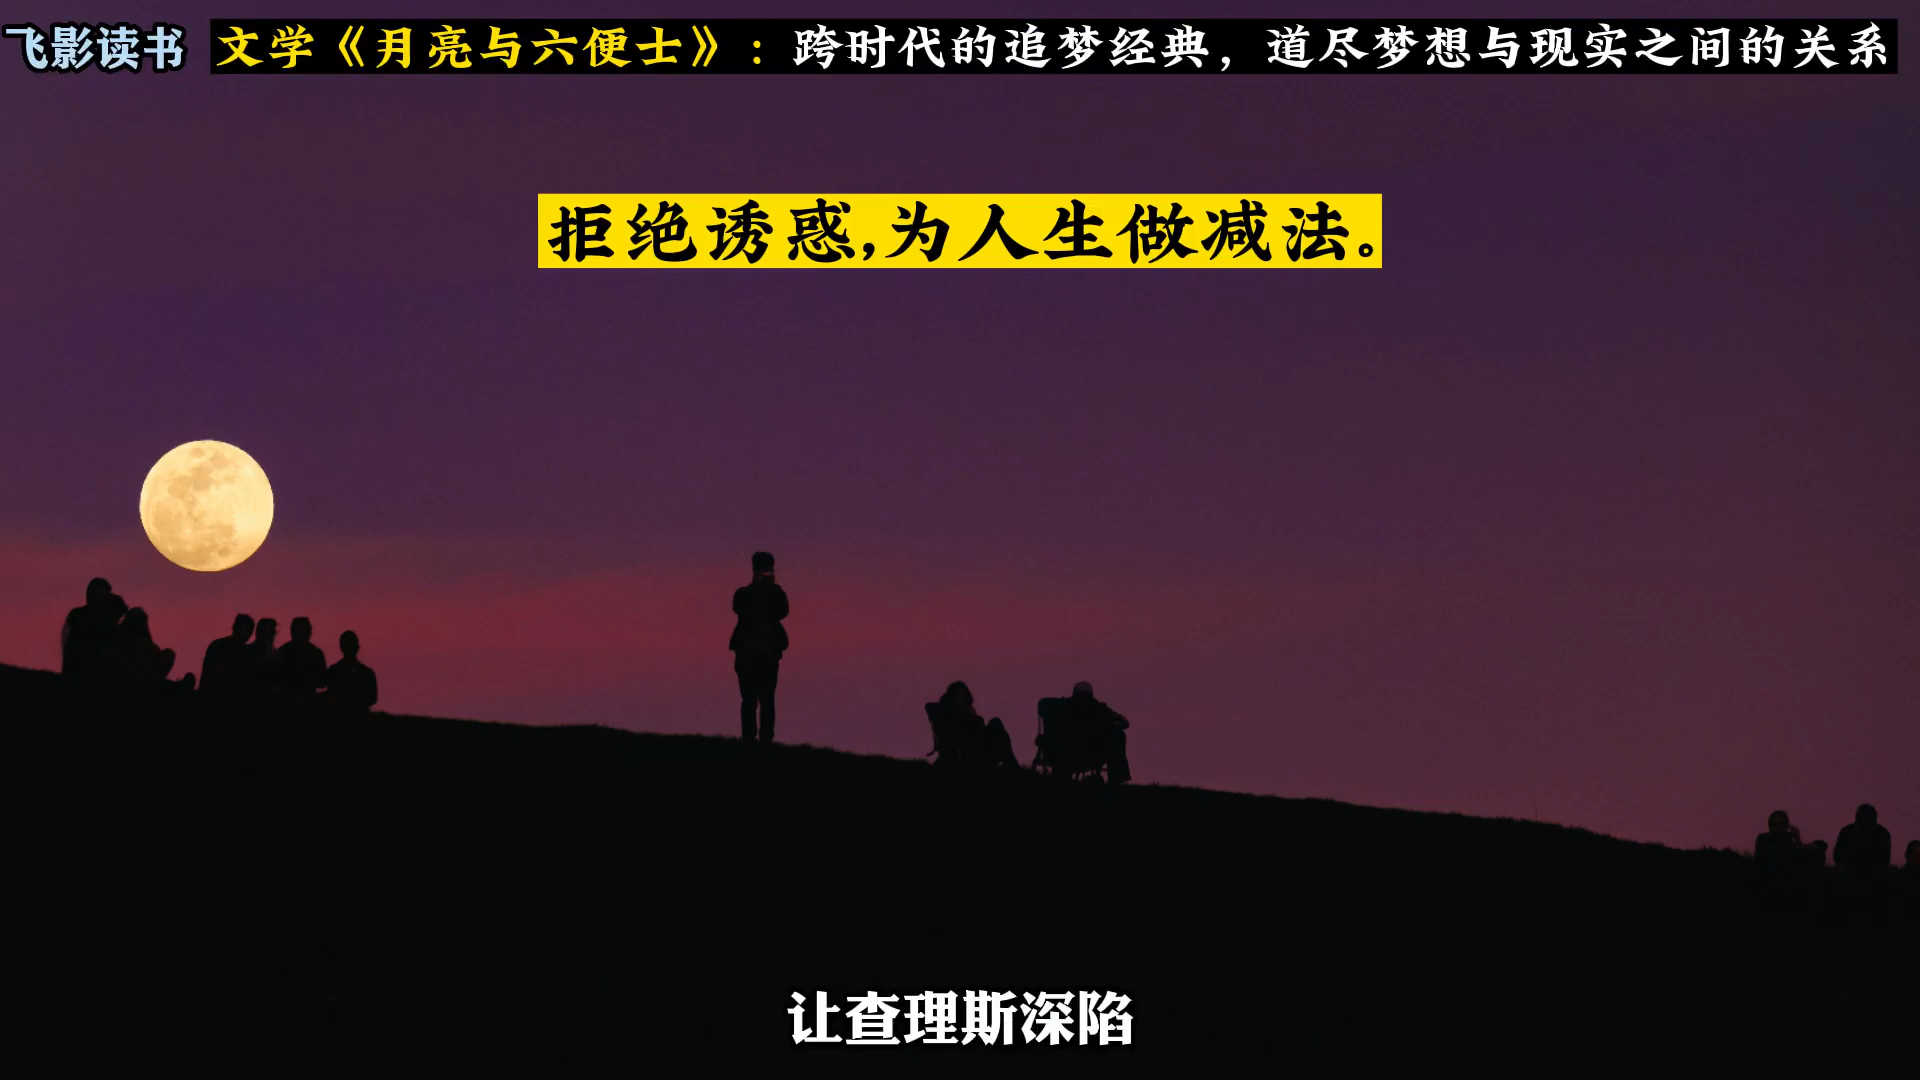 飞影读书
文学《月亮与六便士》：跨时代的追梦经典，道尽梦想与现实之间的关系
拒绝诱惑,为人生做减法。
让查理斯深陷